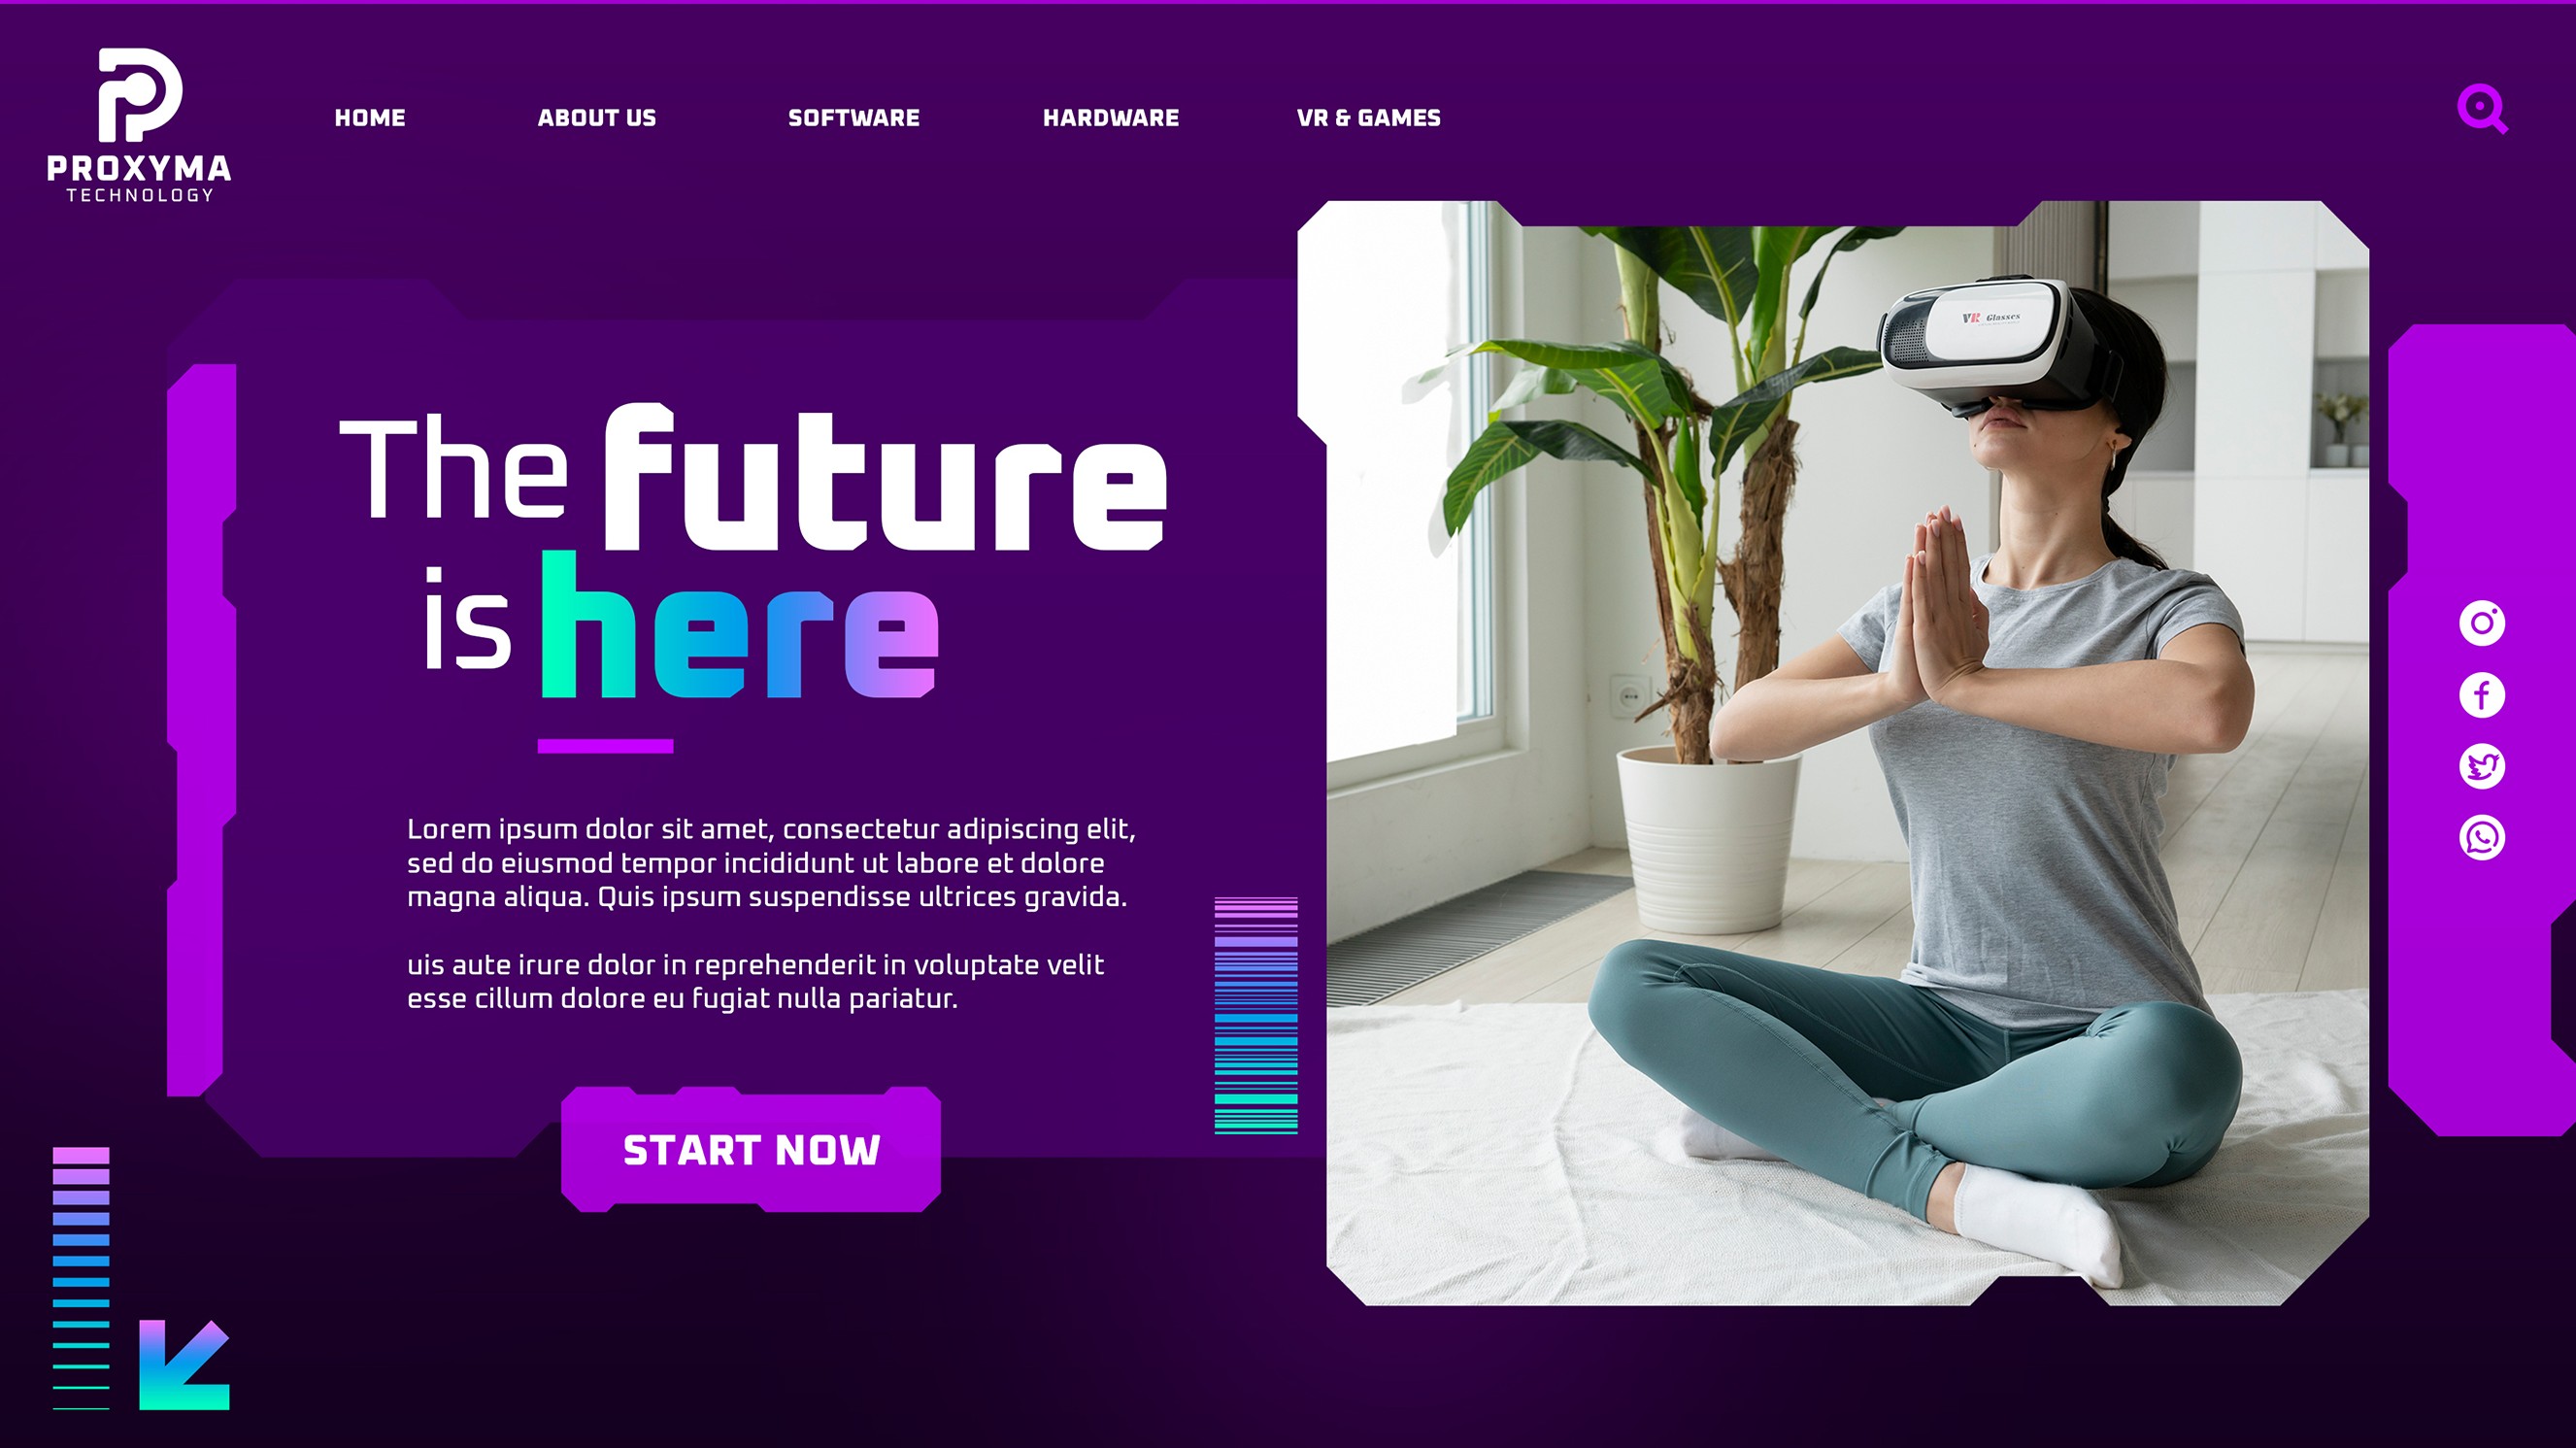 PROXYMA
TECHNOLOGY
HOME
ABOUT US
SOFTWARE
HARDWARE
VR & GAMES
The future
is here
Lorem ipsum dolor sit amet, consectetur adipiscing elit,
sed do eiusmod tempor incididunt ut labore et dolore
magna aliqua. Quis ipsum suspendisse ultrices gravida.
uis aute irure dolor in reprehenderit in voluptate velit
esse cillum dolore eu fugiat nulla pariatur.
START NOW
VR Glasses